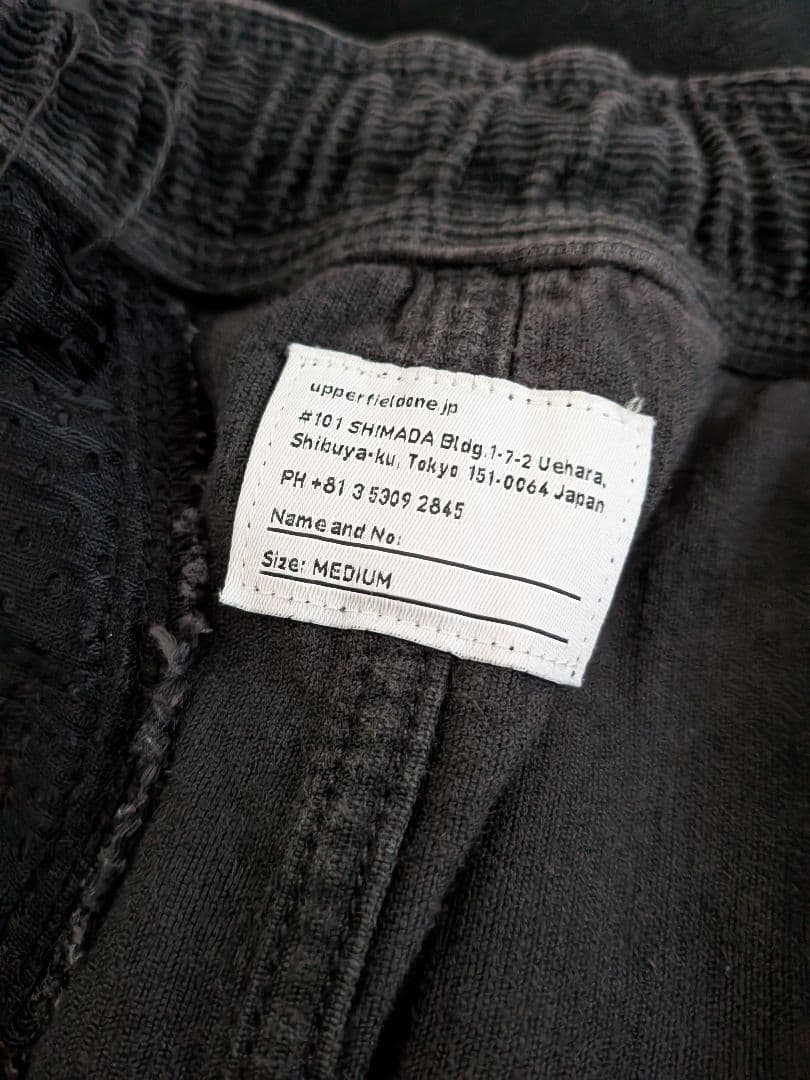 upperfieldone.jp
#101 SHIMADA Bldg.1-7-2 Uehara,
Shibuya-ku, Tokyo 151-0064 Japan
PH +81 3 5309 2845
Name and No:
Size: MEDIUM